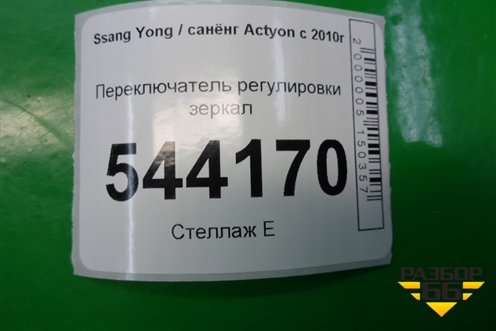 Ssang Yong / санёнг Actyon с 2010г
Переключатель регулировки
зеркал
544170
Стеллаж Е
2000005150357
РАЗБОР
66